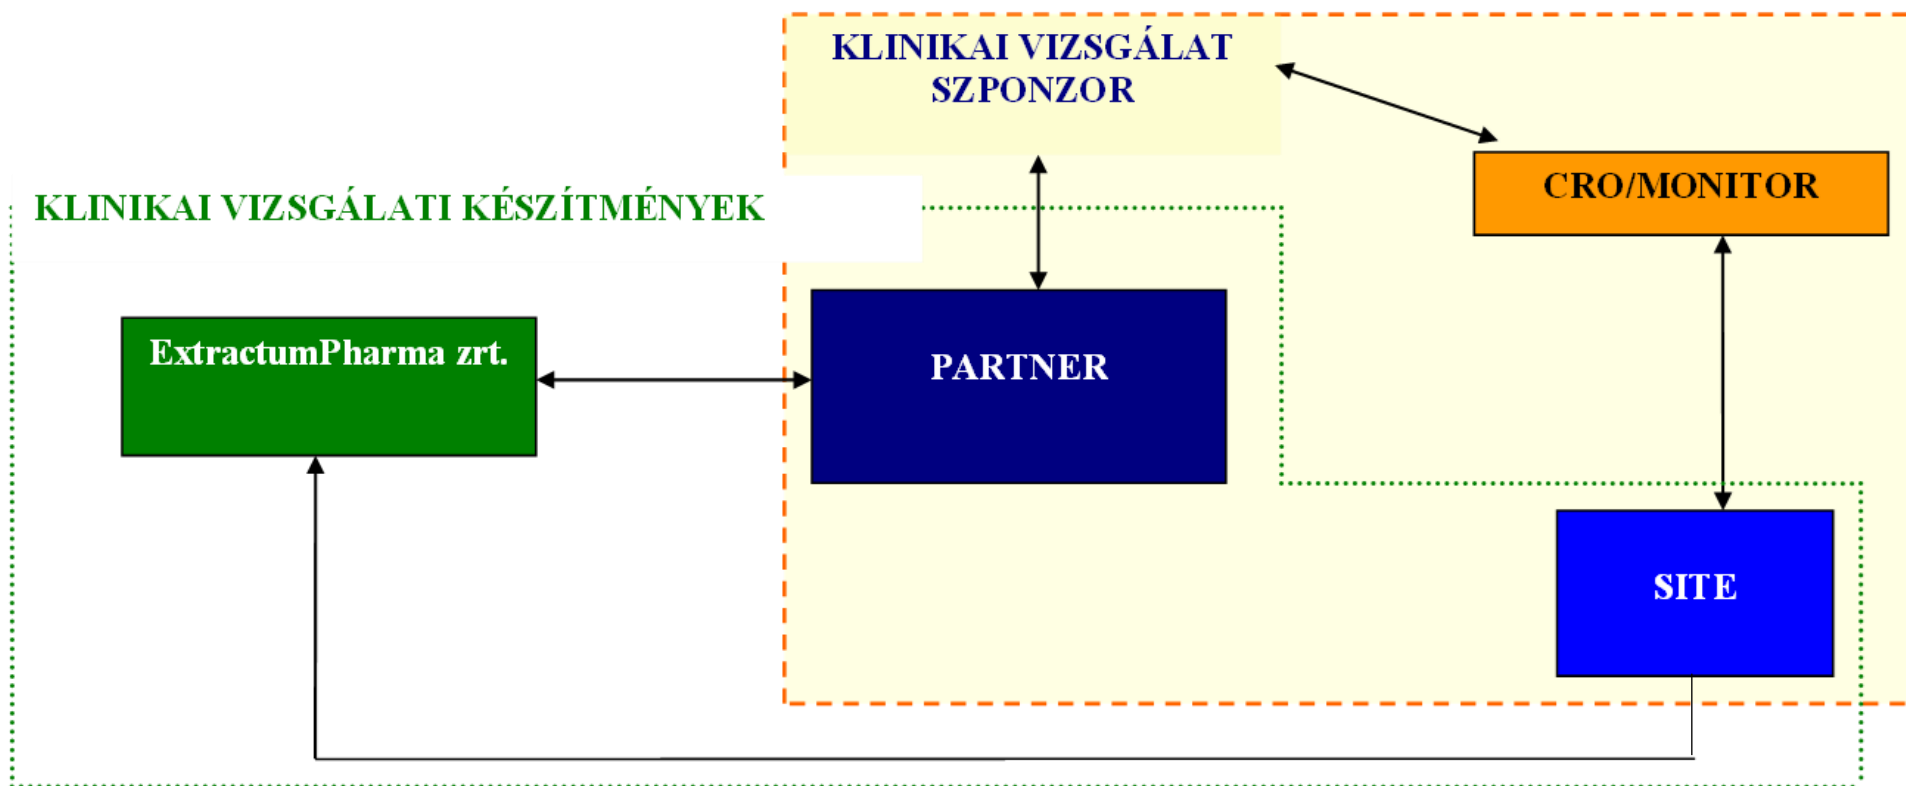 KLINIKAI VIZSGÁLAT
SZPONZOR
CRO/MONITOR
KLINIKAI VIZSGÁLATI KÉSZÍTMÉNYEK
ExtractumPharma zrt.
PARTNER
SITE